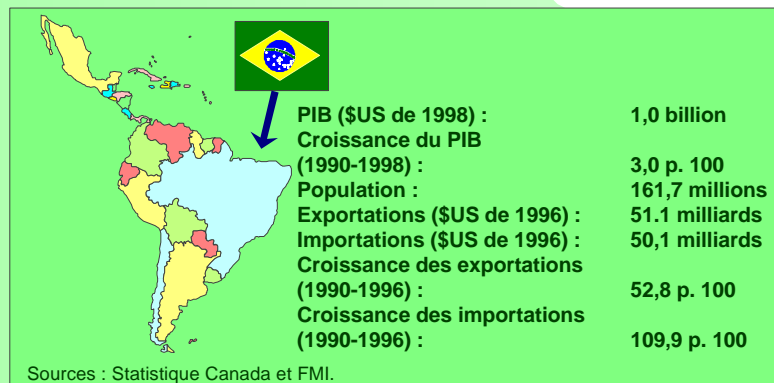 PIB ($US de 1998) : 1,0 billion
Croissance du PIB
(1990-1998) : 3,0 p. 100
Population : 161,7 millions
Exportations ($US de 1996) : 51.1 milliards
Importations ($US de 1996) : 50,1 milliards
Croissance des exportations
(1990-1996) : 52,8 p. 100
Croissance des importations
(1990-1996) : 109,9 p. 100
Sources : Statistique Canada et FMI.